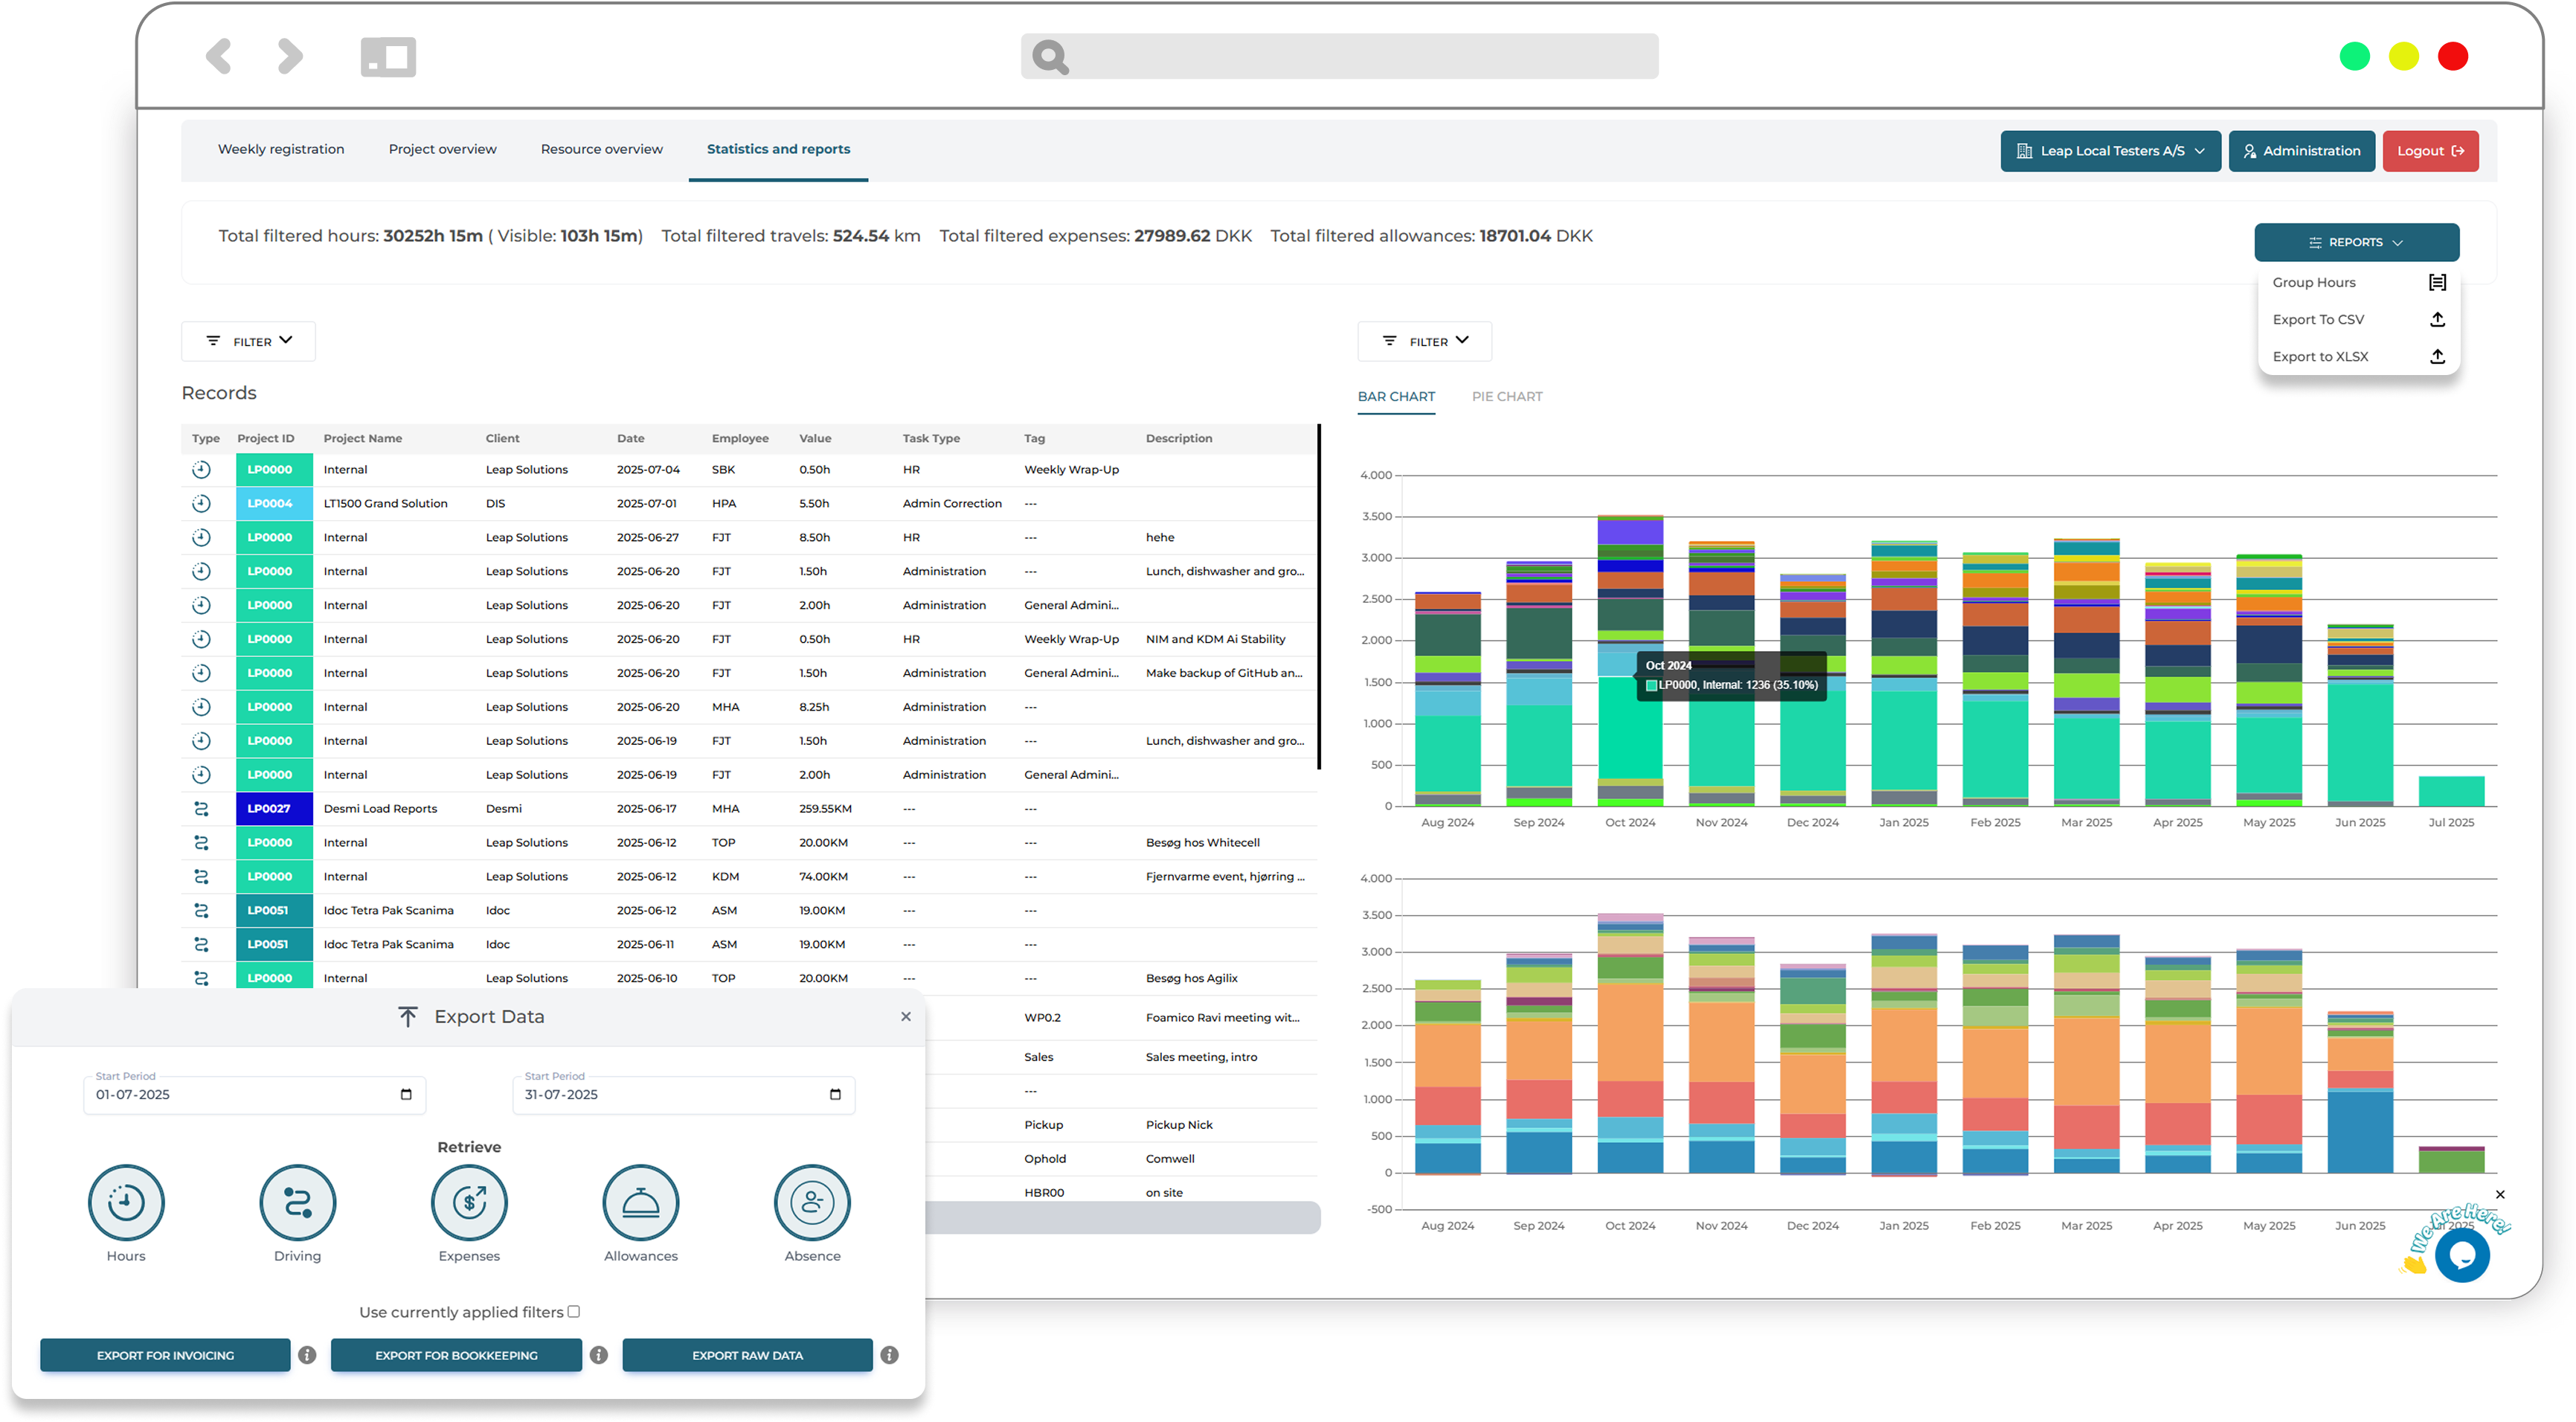 Weekly registration Project overview Resource overview Statistics and reports Leap Local Testers A/S Administration Logout
Total filtered hours: 30252h 15m ( Visible: 103h 15m) Total filtered travels: 524.54 km Total filtered expenses: 27989.62 DKK Total filtered allowances: 18701.04 DKK
REPORTS
Group Hours
Export To CSV
Export to XLSX
FILTER
Records
Type Project ID Project Name Client Date Employee Value Task Type Tag Description
LP0000 Internal Leap Solutions 2025-07-04 SBK 0.50h HR Weekly Wrap-Up
LP0004 LT1500 Grand Solution DIS 2025-07-01 HPA 5.50h Admin Correction ---
LP0000 Internal Leap Solutions 2025-06-27 FJT 8.50h HR --- hehe
LP0000 Internal Leap Solutions 2025-06-20 FJT 1.50h Administration --- Lunch, dishwasher and gro...
LP0000 Internal Leap Solutions 2025-06-20 FJT 2.00h Administration General Admini...
LP0000 Internal Leap Solutions 2025-06-20 FJT 0.50h HR Weekly Wrap-Up NIM and KDM Ai Stability
LP0000 Internal Leap Solutions 2025-06-20 FJT 1.50h Administration General Admini... Make backup of GitHub an...
LP0000 Internal Leap Solutions 2025-06-20 MHA 8.25h Administration ---
LP0000 Internal Leap Solutions 2025-06-19 FJT 1.50h Administration --- Lunch, dishwasher and gro...
LP0000 Internal Leap Solutions 2025-06-19 FJT 2.00h Administration General Admini...
LP0027 Desmi Load Reports Desmi 2025-06-17 MHA 259.55KM --- ---
LP0000 Internal Leap Solutions 2025-06-12 TOP 20.00KM --- --- Besøg hos Whitecell
LP0000 Internal Leap Solutions 2025-06-12 KDM 74.00KM --- --- Fjernvarme event, hjørring ...
LP0051 Idoc Tetra Pak Scanima Idoc 2025-06-12 ASM 19.00KM --- ---
LP0051 Idoc Tetra Pak Scanima Idoc 2025-06-11 ASM 19.00KM --- ---
LP0000 Internal Leap Solutions 2025-06-10 TOP 20.00KM --- --- Besøg hos Agilix
WP0.2 Foamico Ravi meeting wit...
Sales Sales meeting, intro
---
Pickup Pickup Nick
Ophold Comwell
HBR00 on site
FILTER
BAR CHART PIE CHART
4.000
3.500
3.000
2.500
2.000
1.500
1.000
500
0
Oct 2024
LP0000, Internal: 1236 (35.10%)
Aug 2024 Sep 2024 Oct 2024 Nov 2024 Dec 2024 Jan 2025 Feb 2025 Mar 2025 Apr 2025 May 2025 Jun 2025 Jul 2025
4.000
3.500
3.000
2.500
2.000
1.500
1.000
500
0
-500
Aug 2024 Sep 2024 Oct 2024 Nov 2024 Dec 2024 Jan 2025 Feb 2025 Mar 2025 Apr 2025 May 2025 Jun 2025 2025
We Are Here!
Export Data
Start Period Start Period
01-07-2025 31-07-2025
Retrieve
Hours Driving Expenses Allowances Absence
Use currently applied filters
EXPORT FOR INVOICING EXPORT FOR BOOKKEEPING EXPORT RAW DATA